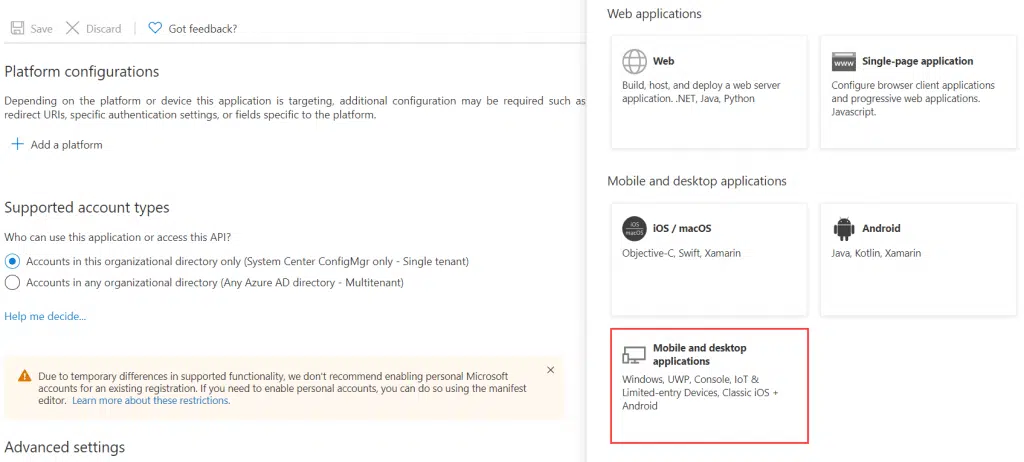 Save
Discard
Got feedback?
Platform configurations
Depending on the platform or device this application is targeting, additional configuration may be required such as
redirect URIs, specific authentication settings, or fields specific to the platform.
Add a platform
Supported account types
Who can use this application or access this API?
Accounts in this organizational directory only (System Center ConfigMgr only - Single tenant)
Accounts in any organizational directory (Any Azure AD directory - Multitenant)
Help me decide...
Due to temporary differences in supported functionality, we don't recommend enabling personal Microsoft
accounts for an existing registration. If you need to enable personal accounts, you can do so using the manifest
editor. Learn more about these restrictions.
Advanced settings
Web applications
Web
Build, host, and deploy a web server
application. .NET, Java, Python
www
Single-page application
Configure browser client applications
and progressive web applications.
Javascript.
Mobile and desktop applications
iOS
macOS
iOS / macOS
Objective-C, Swift, Xamarin
Android
Java, Kotlin, Xamarin
Mobile and desktop
applications
Windows, UWP, Console, IoT &
Limited-entry Devices, Classic iOS +
Android